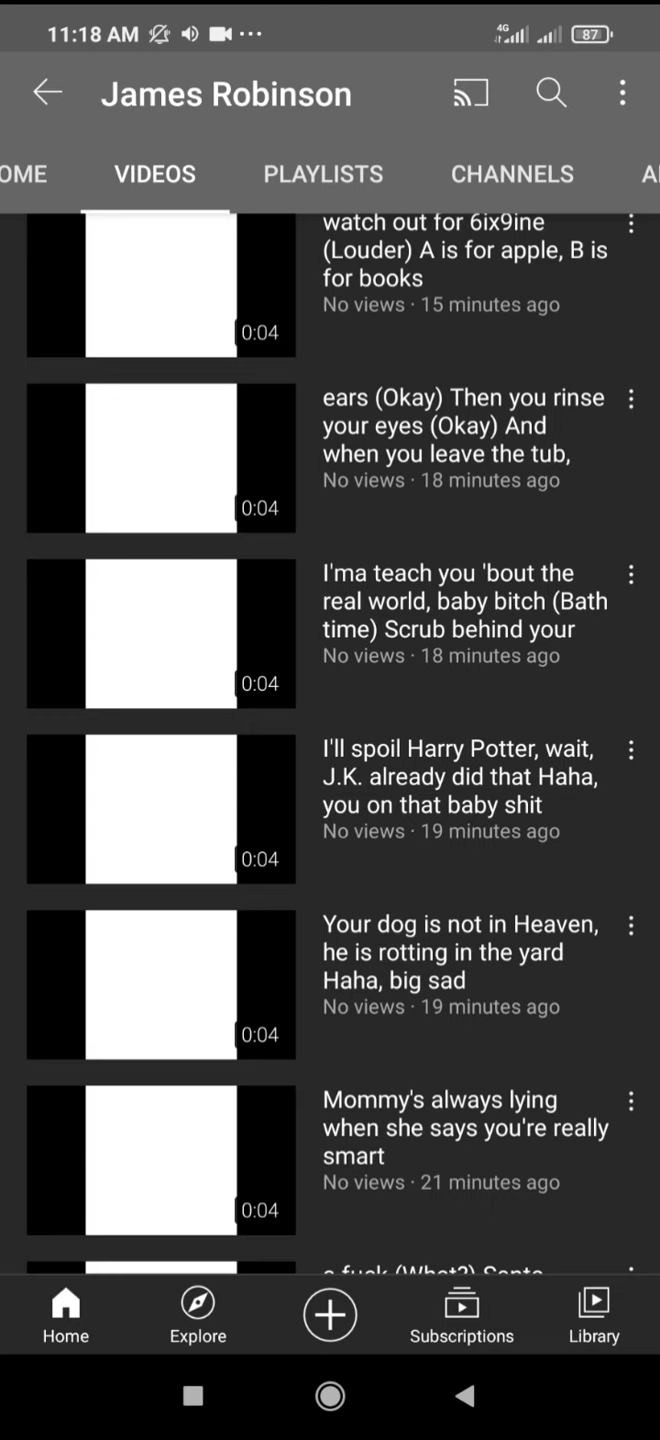 11:18 AM
4G
87
James Robinson
OME
VIDEOS
PLAYLISTS
CHANNELS
watch out for 6ix9ine
(Louder) A is for apple, B is
for books
No views · 15 minutes ago
0:04
ears (Okay) Then you rinse
your eyes (Okay) And
when you leave the tub,
No views · 18 minutes ago
0:04
I'ma teach you 'bout the
real world, baby bitch (Bath
time) Scrub behind your
No views · 18 minutes ago
0:04
I'll spoil Harry Potter, wait,
J.K. already did that Haha,
you on that baby shit
No views · 19 minutes ago
0:04
Your dog is not in Heaven,
he is rotting in the yard
Haha, big sad
No views · 19 minutes ago
0:04
Mommy's always lying
when she says you're really
smart
No views · 21 minutes ago
0:04
a fuck (What?) Santa
Home
Explore
Subscriptions
Library